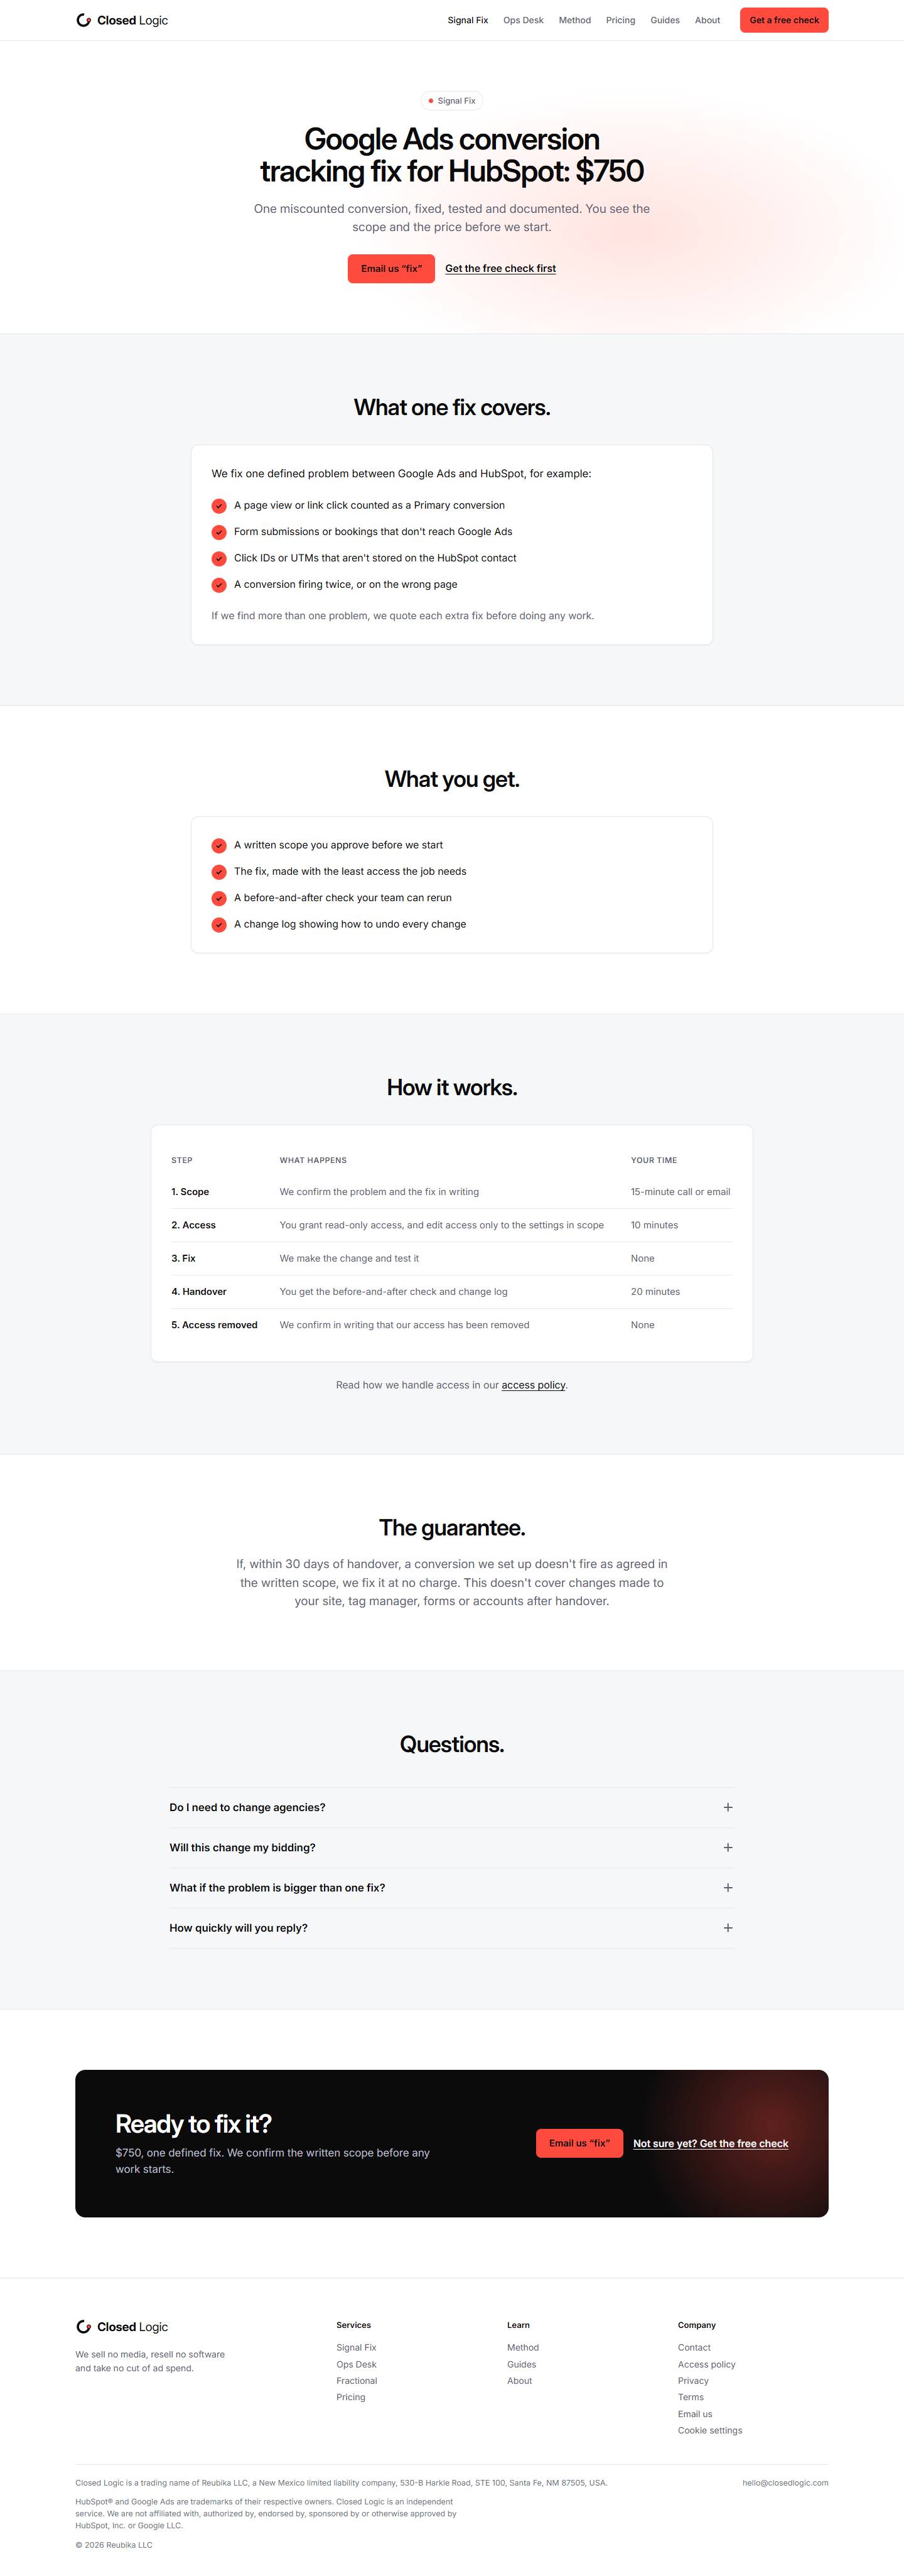 Closed Logic
Signal Fix
Ops Desk
Method
Pricing
Guides
About
Get a free check
Signal Fix
Google Ads conversion
tracking fix for HubSpot: $750
One miscounted conversion, fixed, tested and documented. You see the
scope and the price before we start.
Email us “fix”
Get the free check first
What one fix covers.
We fix one defined problem between Google Ads and HubSpot, for example:
A page view or link click counted as a Primary conversion
Form submissions or bookings that don't reach Google Ads
Click IDs or UTMs that aren't stored on the HubSpot contact
A conversion firing twice, or on the wrong page
If we find more than one problem, we quote each extra fix before doing any work.
What you get.
A written scope you approve before we start
The fix, made with the least access the job needs
A before-and-after check your team can rerun
A change log showing how to undo every change
How it works.
STEP WHAT HAPPENS YOUR TIME
1. Scope We confirm the problem and the fix in writing 15-minute call or email
2. Access You grant read-only access, and edit access only to the settings in scope 10 minutes
3. Fix We make the change and test it None
4. Handover You get the before-and-after check and change log 20 minutes
5. Access removed We confirm in writing that our access has been removed None
Read how we handle access in our access policy.
The guarantee.
If, within 30 days of handover, a conversion we set up doesn't fire as agreed in
the written scope, we fix it at no charge. This doesn't cover changes made to
your site, tag manager, forms or accounts after handover.
Questions.
Do I need to change agencies?
Will this change my bidding?
What if the problem is bigger than one fix?
How quickly will you reply?
Ready to fix it?
$750, one defined fix. We confirm the written scope before any
work starts.
Email us “fix”
Not sure yet? Get the free check
Closed Logic
We sell no media, resell no software
and take no cut of ad spend.
Services
Signal Fix
Ops Desk
Fractional
Pricing
Learn
Method
Guides
About
Company
Contact
Access policy
Privacy
Terms
Email us
Cookie settings
Closed Logic is a trading name of Reubika LLC, a New Mexico limited liability company, 530-B Harkle Road, STE 100, Santa Fe, NM 87505, USA.
hello@closedlogic.com
HubSpot® and Google Ads are trademarks of their respective owners. Closed Logic is an independent
service. We are not affiliated with, authorized by, endorsed by, sponsored by or otherwise approved by
HubSpot, Inc. or Google LLC.
© 2026 Reubika LLC